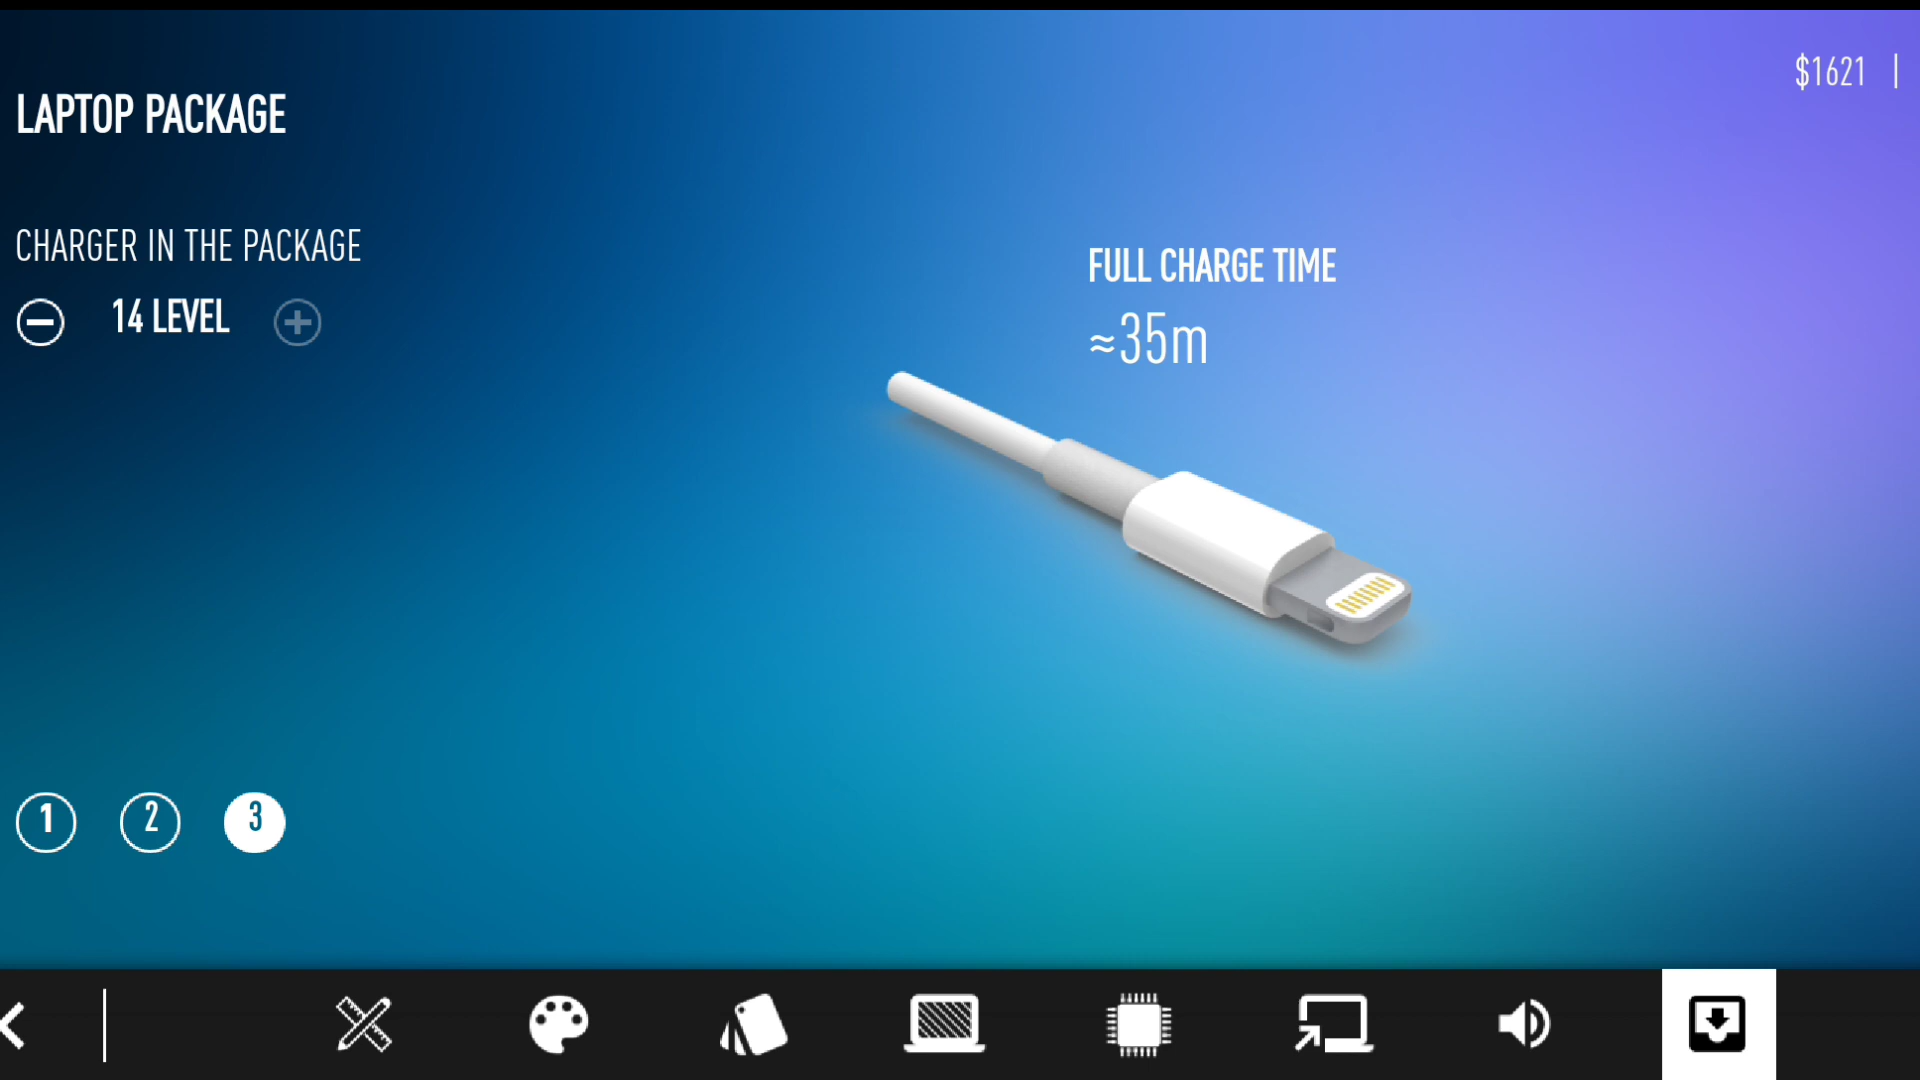 $1621 |
LAPTOP PACKAGE
CHARGER IN THE PACKAGE
14 LEVEL
FULL CHARGE TIME
≈35m
1 2 3